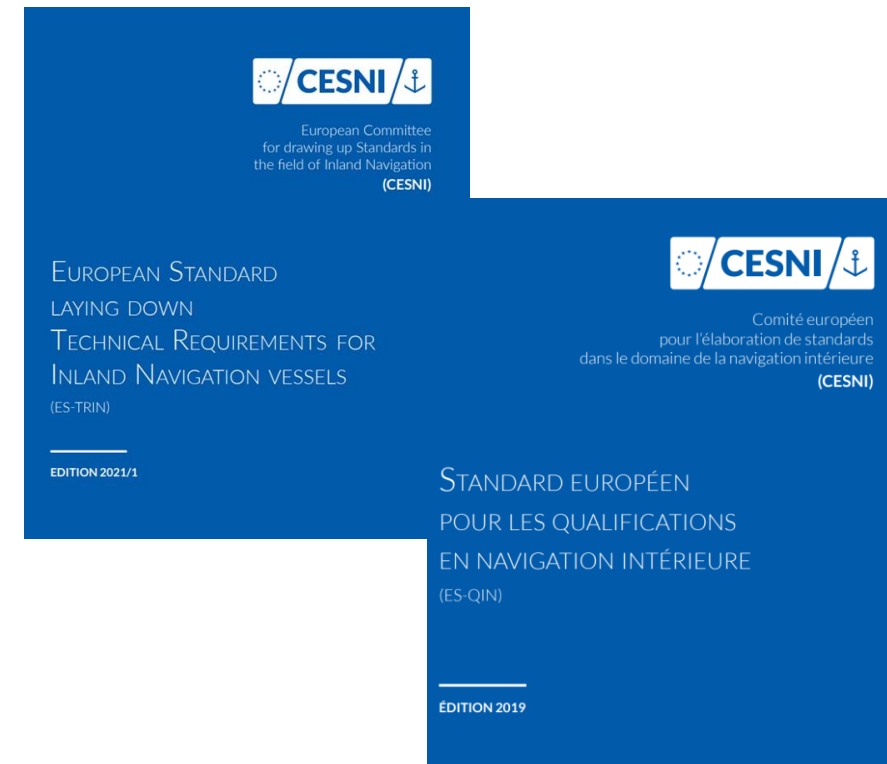 CESNI
European Committee
for drawing up Standards in
the field of Inland Navigation
(CESNI)
European Standard
laying down
Technical Requirements for
Inland Navigation vessels
(ES-TRIN)
EDITION 2021/1
CESNI
Comité européen
pour l'élaboration de standards
dans le domaine de la navigation intérieure
(CESNI)
Standard européen
pour les qualifications
en navigation intérieure
(ES-QIN)
ÉDITION 2019